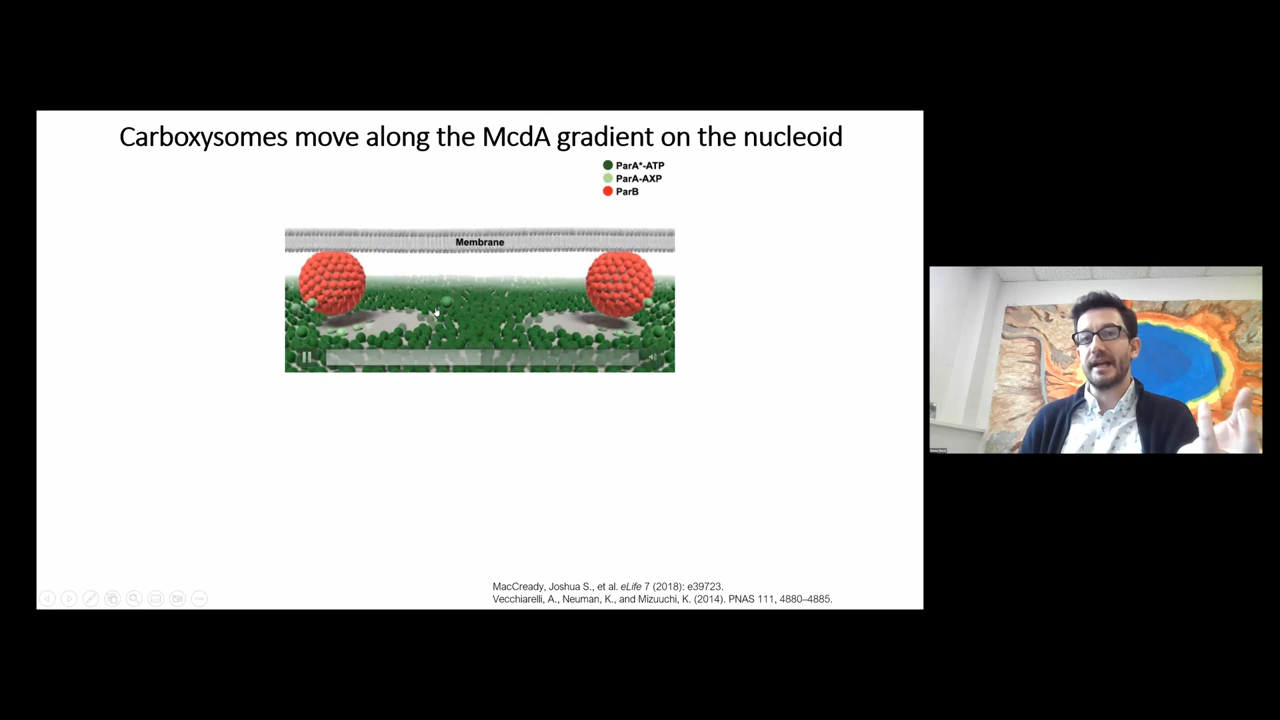 Carboxysomes move along the McdA gradient on the nucleoid
ParA*-ATP
ParA-AXP
ParB
Membrane
MacCready, Joshua S., et al. eLife 7 (2018): e39723.
Vecchiarelli, A., Neuman, K., and Mizuuchi, K. (2014). PNAS 111, 4880–4885.